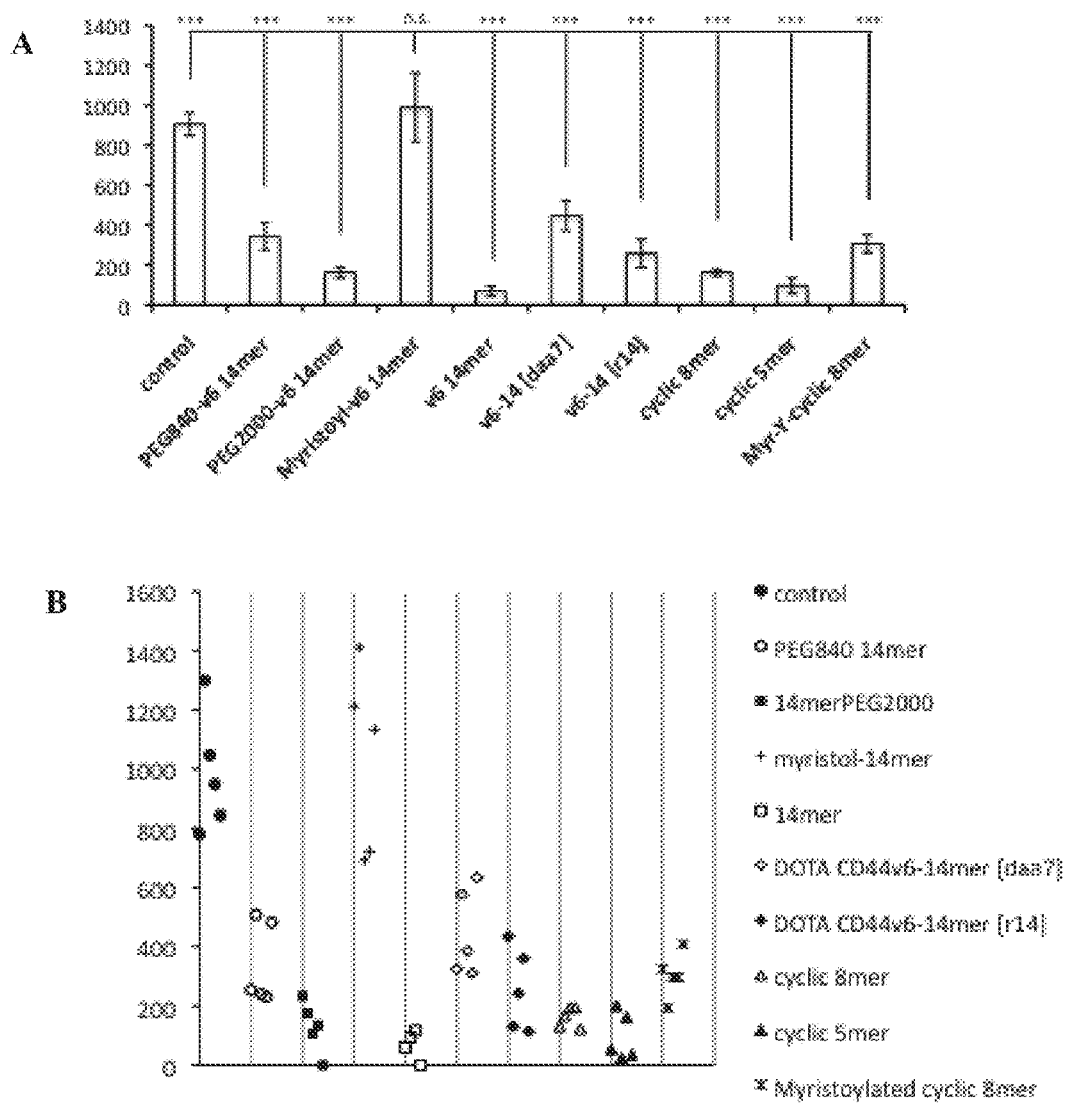 A
*** *** *** n.s. *** *** *** *** *** ***
1400
1200
1000
800
600
400
200
0
control
PEG840-v6 14mer
PEG2000-v6 14mer
Myristoyl-v6 14mer
v6 14mer
v6-14 [daa7]
v6-14 [r14]
cyclic 8mer
cyclic 5mer
Myr-Y-cyclic 8mer
B
1600
1400
1200
1000
800
600
400
200
0
control
PEG840 14mer
14merPEG2000
myristol-14mer
14mer
DOTA CD44v6-14mer [daa7]
DOTA CD44v6-14mer [r14]
cyclic 8mer
cyclic 5mer
Myristoylated cyclic 8mer